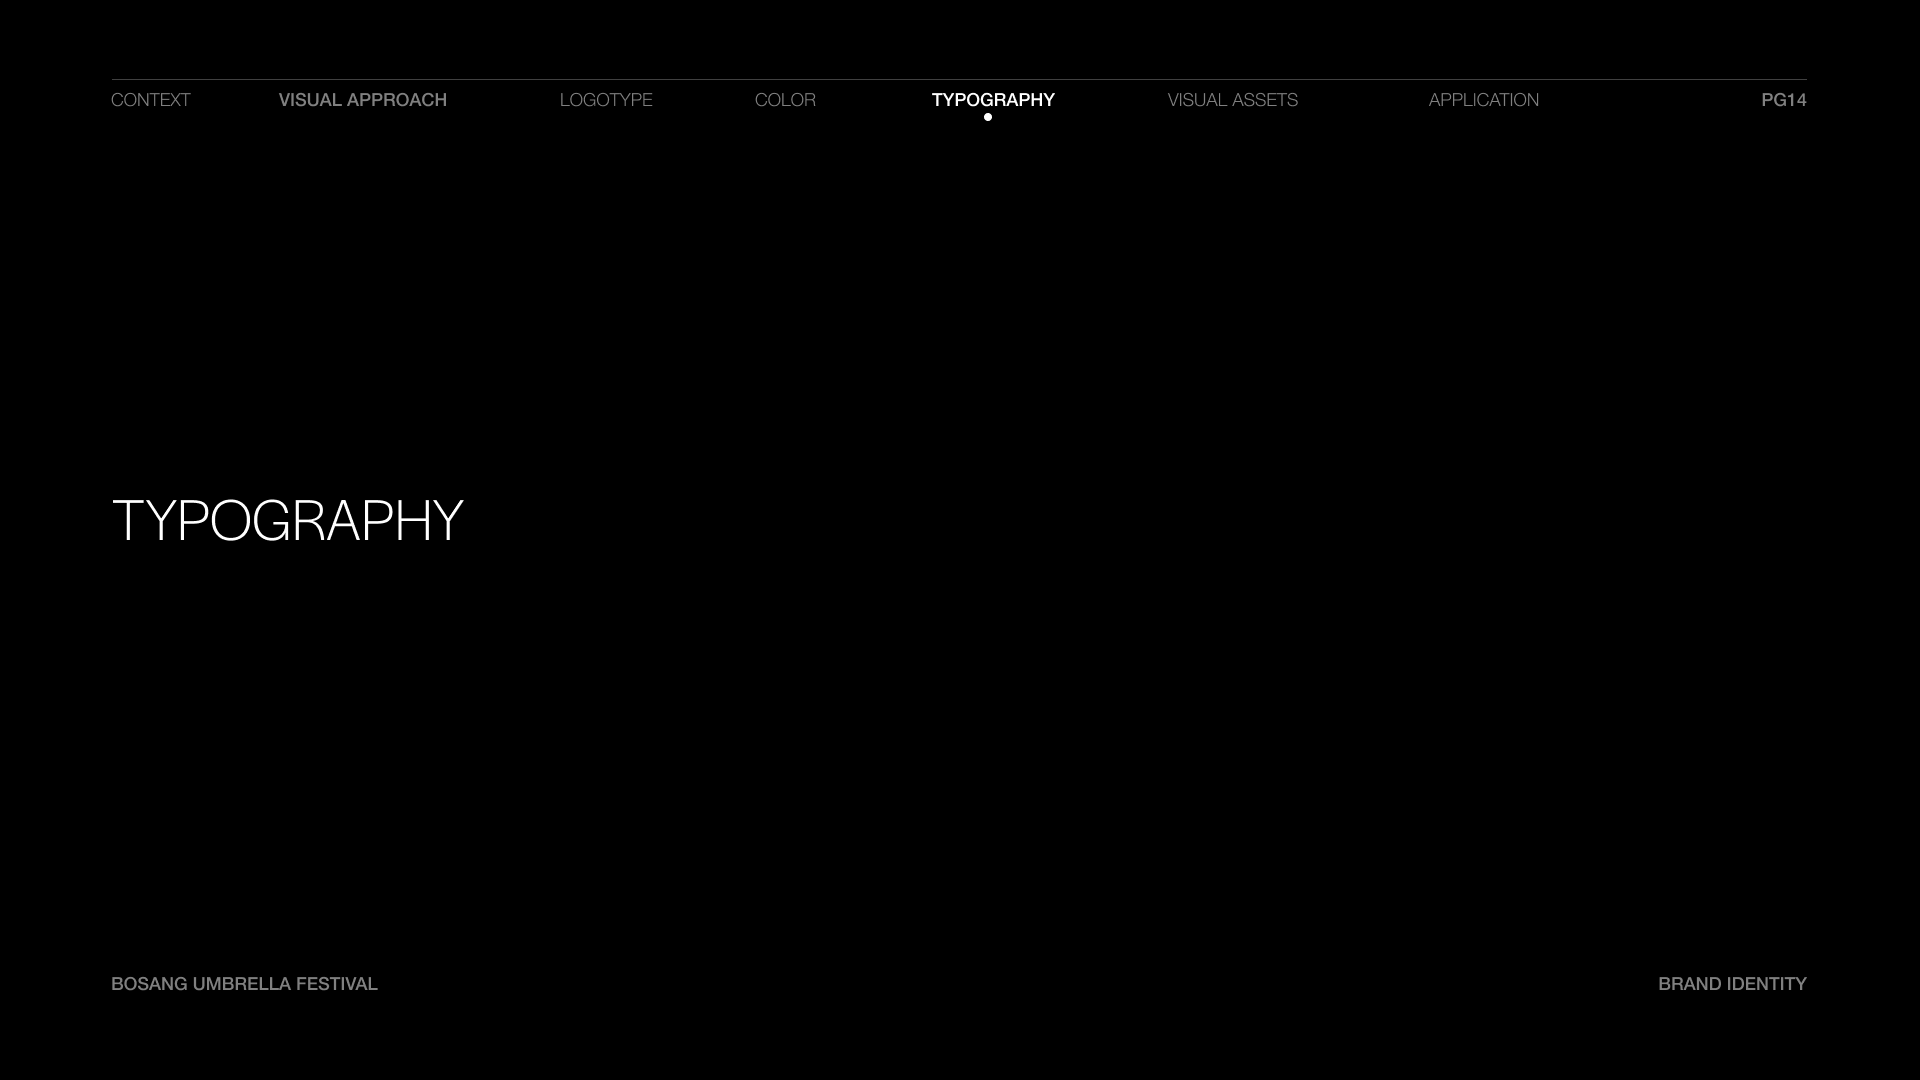 CONTEXT VISUAL APPROACH LOGOTYPE COLOR TYPOGRAPHY VISUAL ASSETS APPLICATION PG14
TYPOGRAPHY
BOSANG UMBRELLA FESTIVAL BRAND IDENTITY